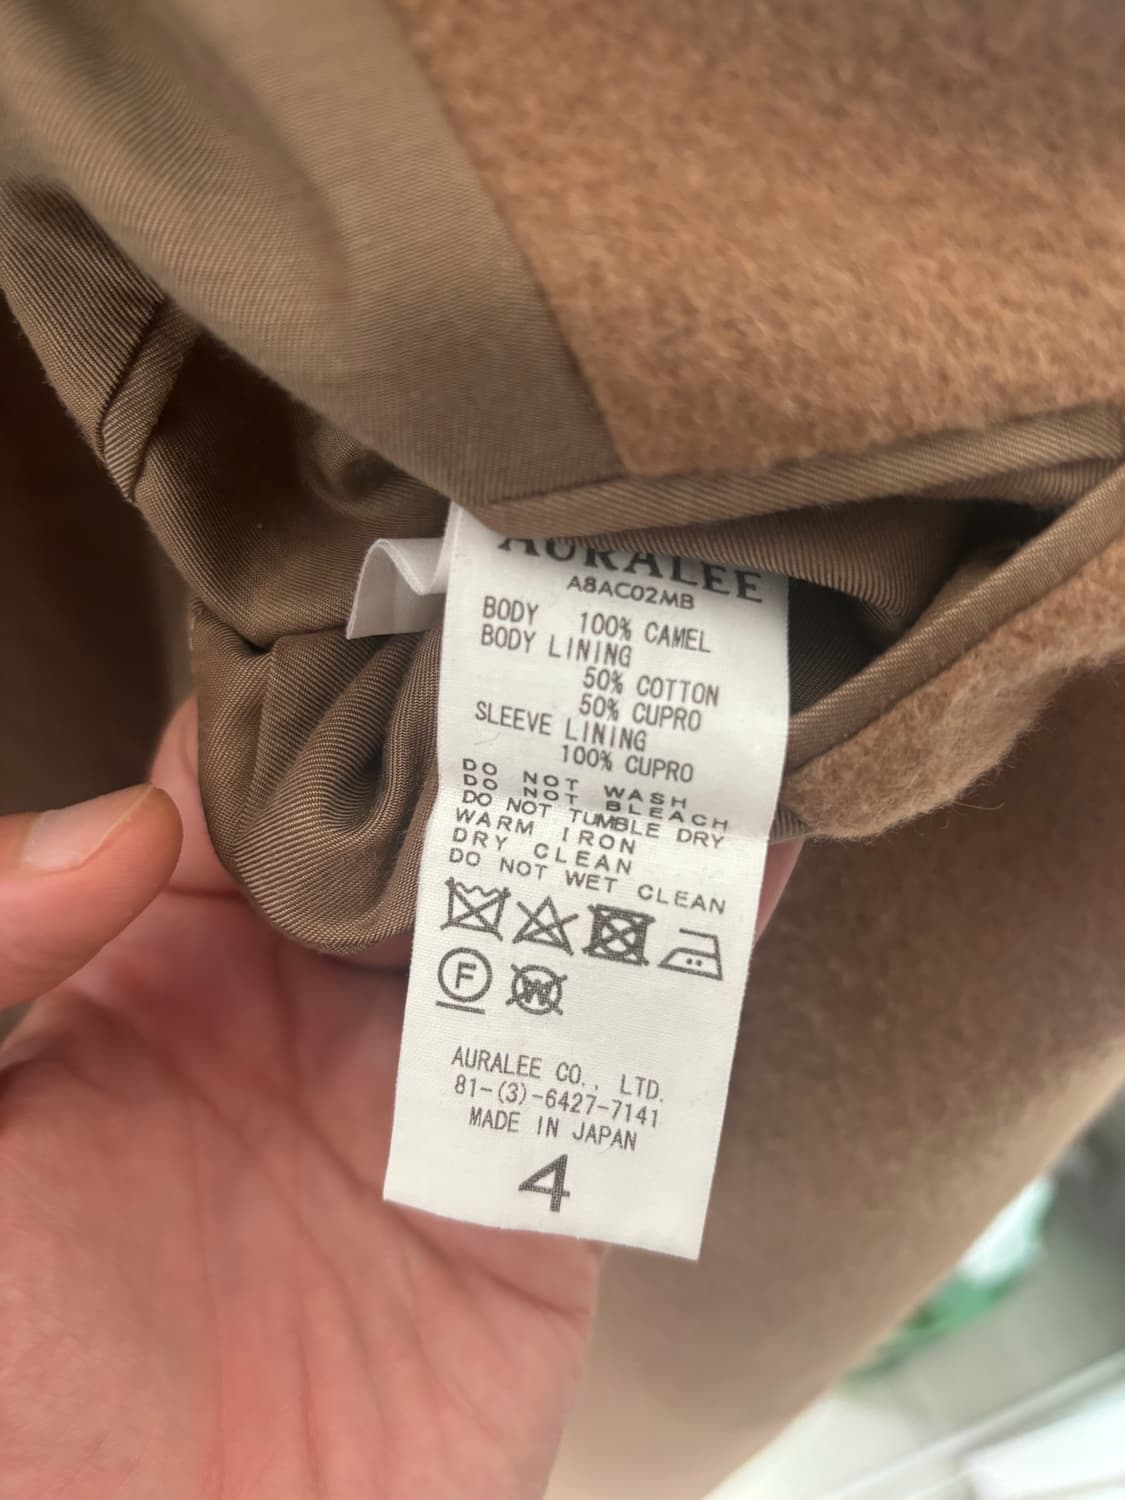 AURALEE
A8AC02MB
BODY 100% CAMEL
BODY LINING
50% COTTON
50% CUPRO
SLEEVE LINING
100% CUPRO
DO NOT WASH
DO NOT BLEACH
DO NOT TUMBLE DRY
WARM IRON
DRY CLEAN
DO NOT WET CLEAN
F W
AURALEE CO., LTD.
81-(3)-6427-7141
MADE IN JAPAN
4